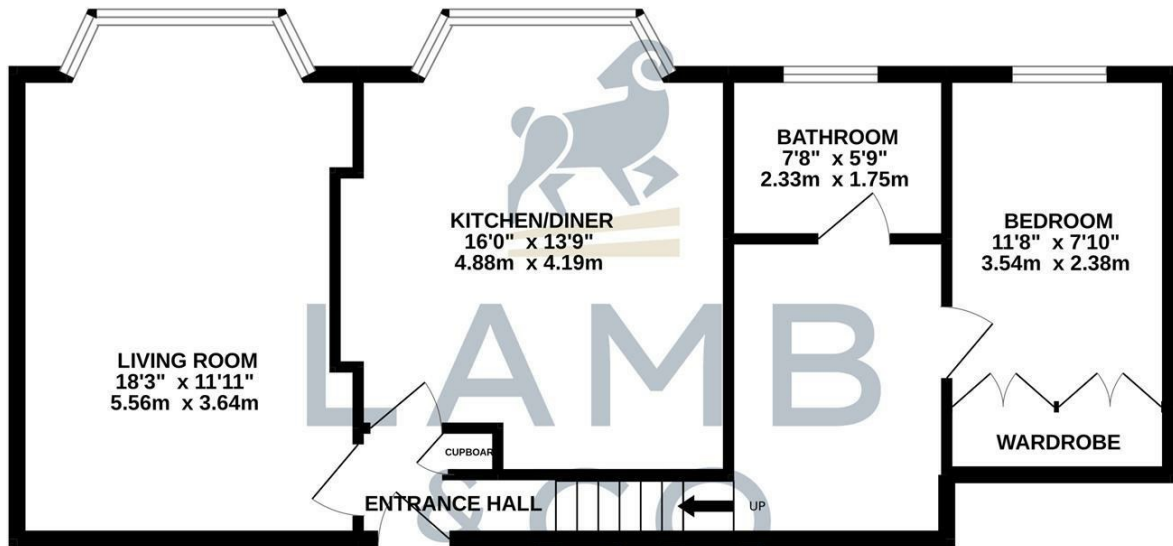 BATHROOM
7'8" x 5'9"
2.33m x 1.75m
KITCHEN/DINER
16'0" x 13'9"
4.88m x 4.19m
BEDROOM
11'8" x 7'10"
3.54m x 2.38m
LIVING ROOM
18'3" x 11'11"
5.56m x 3.64m
LAMB
& CO
CUPBOAR
WARDROBE
ENTRANCE HALL
UP